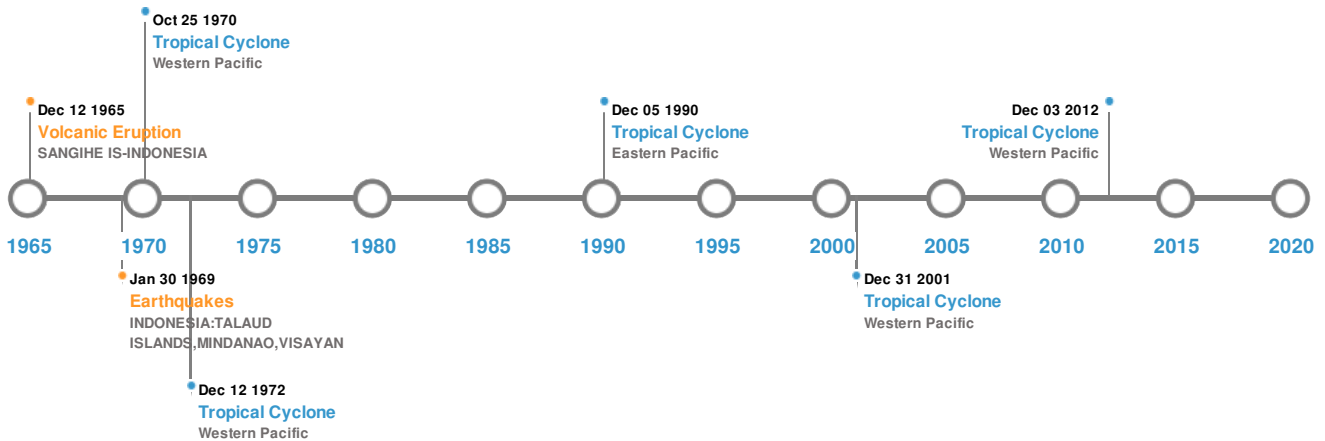 Oct 25 1970
Tropical Cyclone
Western Pacific
Dec 12 1965
Volcanic Eruption
SANGIHE IS-INDONESIA
Dec 05 1990
Tropical Cyclone
Eastern Pacific
Dec 03 2012
Tropical Cyclone
Western Pacific
1965 1970 1975 1980 1985 1990 1995 2000 2005 2010 2015 2020
Jan 30 1969
Earthquakes
INDONESIA:TALAUD
ISLANDS,MINDANAO,VISAYAN
Dec 31 2001
Tropical Cyclone
Western Pacific
Dec 12 1972
Tropical Cyclone
Western Pacific